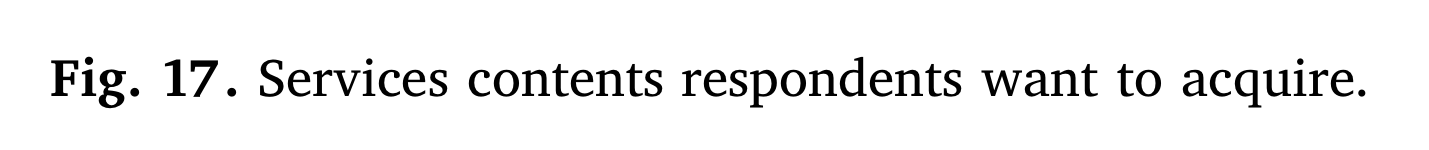 Fig. 17. Services contents respondents want to acquire.